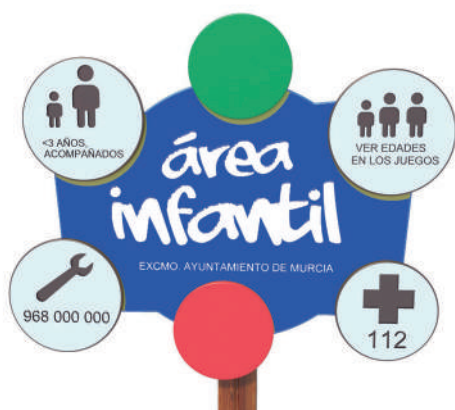 <3 AÑOS,
ACOMPAÑADOS
VER EDADES
EN LOS JUEGOS
área
infantil
EXCMO. AYUNTAMIENTO DE MURCIA
968 000 000
112